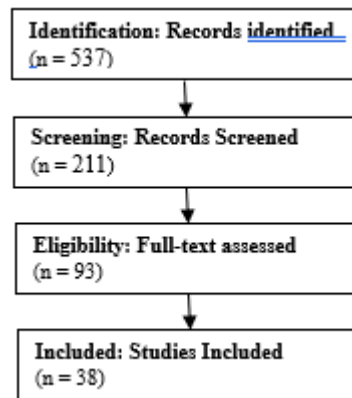 Identification: Records identified
(n = 537)
Screening: Records Screened
(n = 211)
Eligibility: Full-text assessed
(n = 93)
Included: Studies Included
(n = 38)